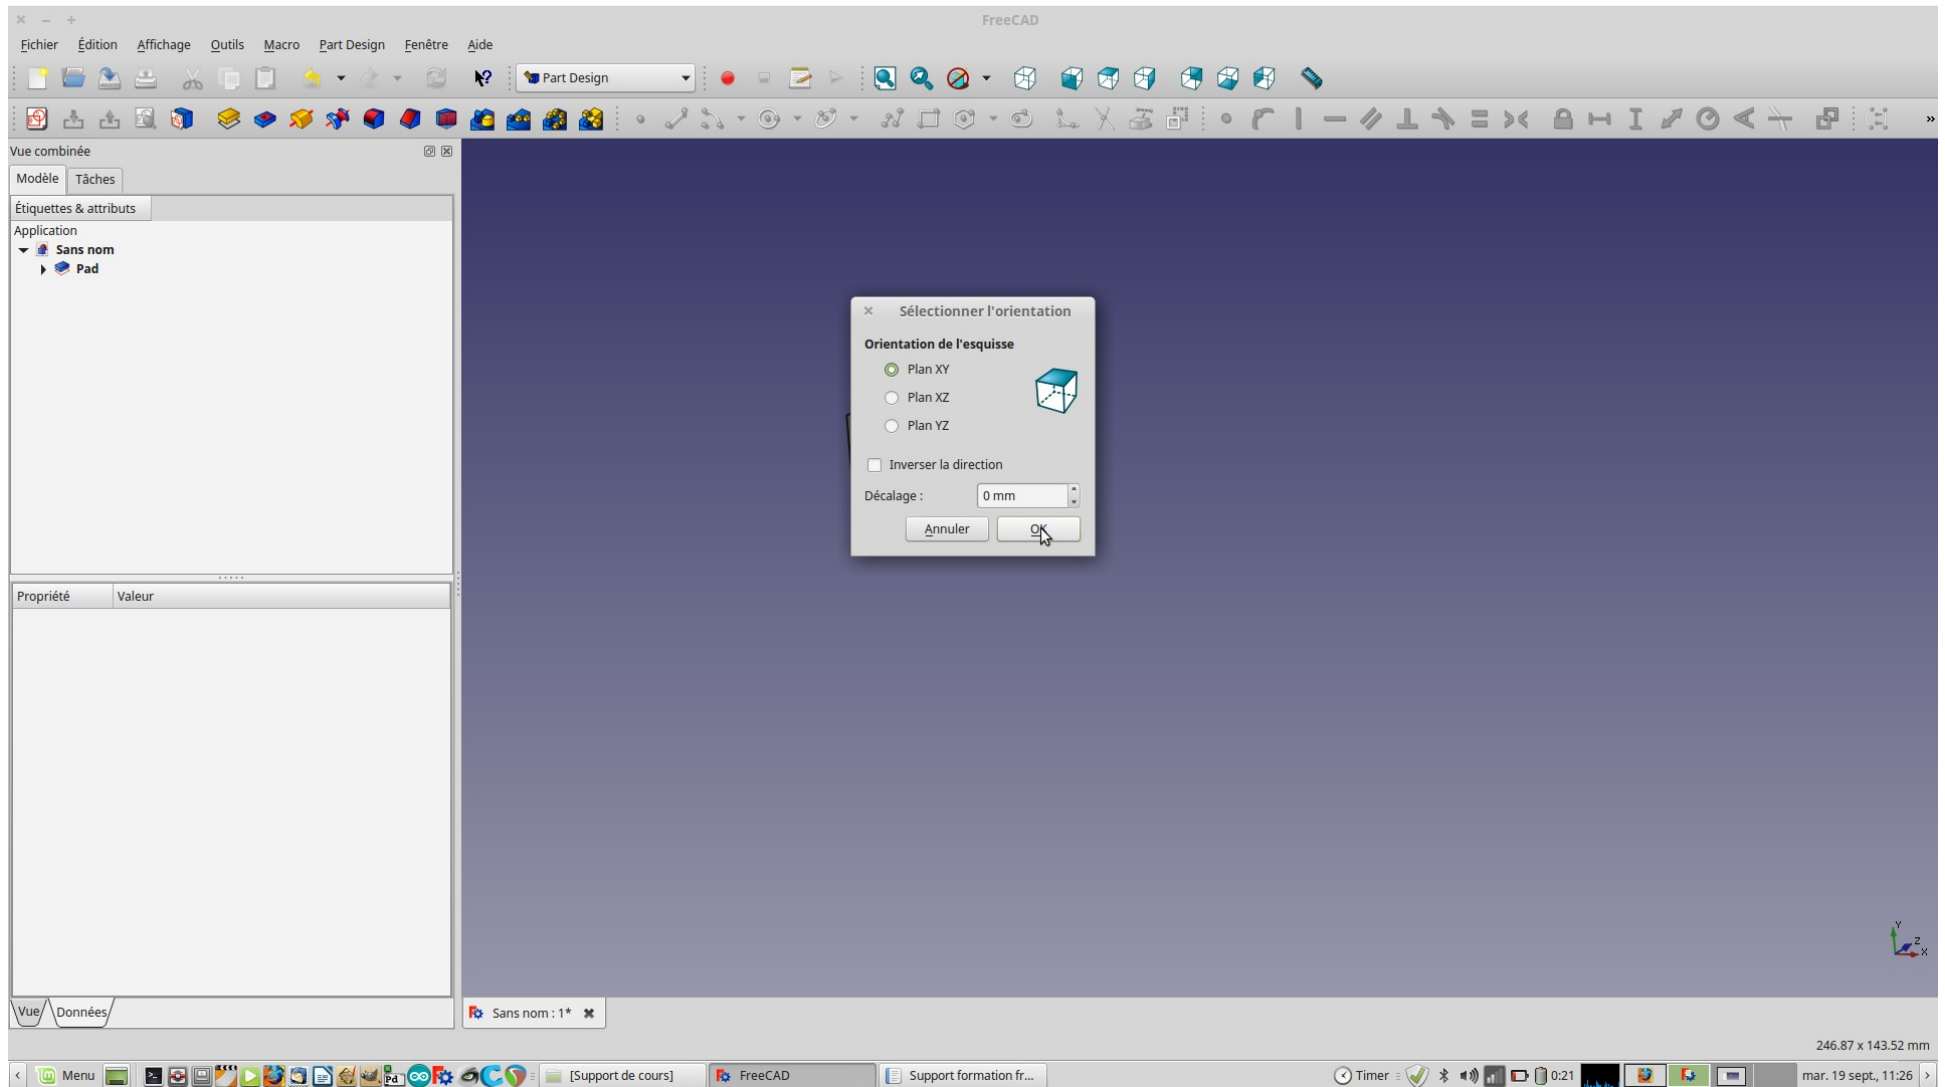 FreeCAD
Fichier Édition Affichage Outils Macro Part Design Fenêtre Aide
Part Design
Vue combinée
Modèle Tâches
Étiquettes & attributs
Application
Sans nom
Pad
Sélectionner l'orientation
Orientation de l'esquisse
Plan XY
Plan XZ
Plan YZ
Inverser la direction
Décalage : 0 mm
Annuler OK
Propriété Valeur
Y
Z
X
Vue Données
Sans nom : 1*
246.87 x 143.52 mm
Menu Pd [Support de cours] FreeCAD Support formation fr... Timer 0:21 mar. 19 sept., 11:26